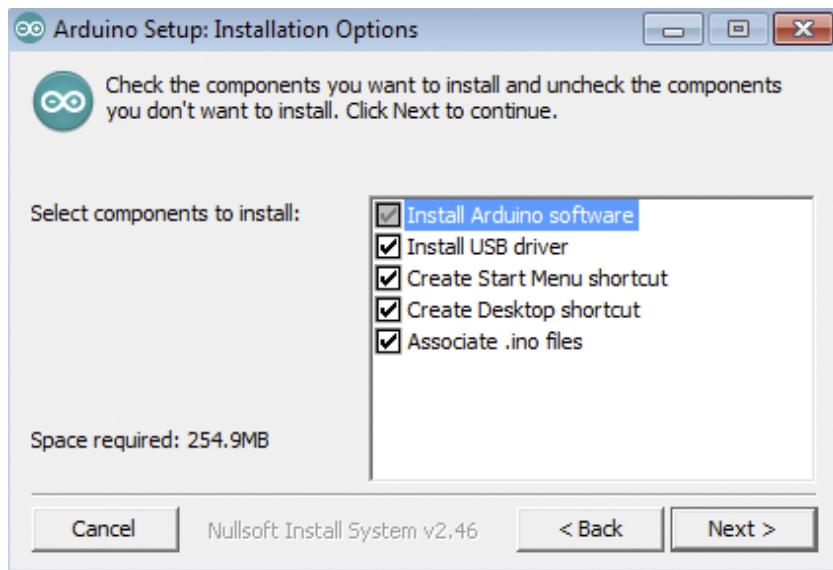 Arduino Setup: Installation Options
Check the components you want to install and uncheck the components
you don't want to install. Click Next to continue.
Select components to install:
Install Arduino software
Install USB driver
Create Start Menu shortcut
Create Desktop shortcut
Associate .ino files
Space required: 254.9MB
Cancel
Nullsoft Install System v2.46
< Back
Next >